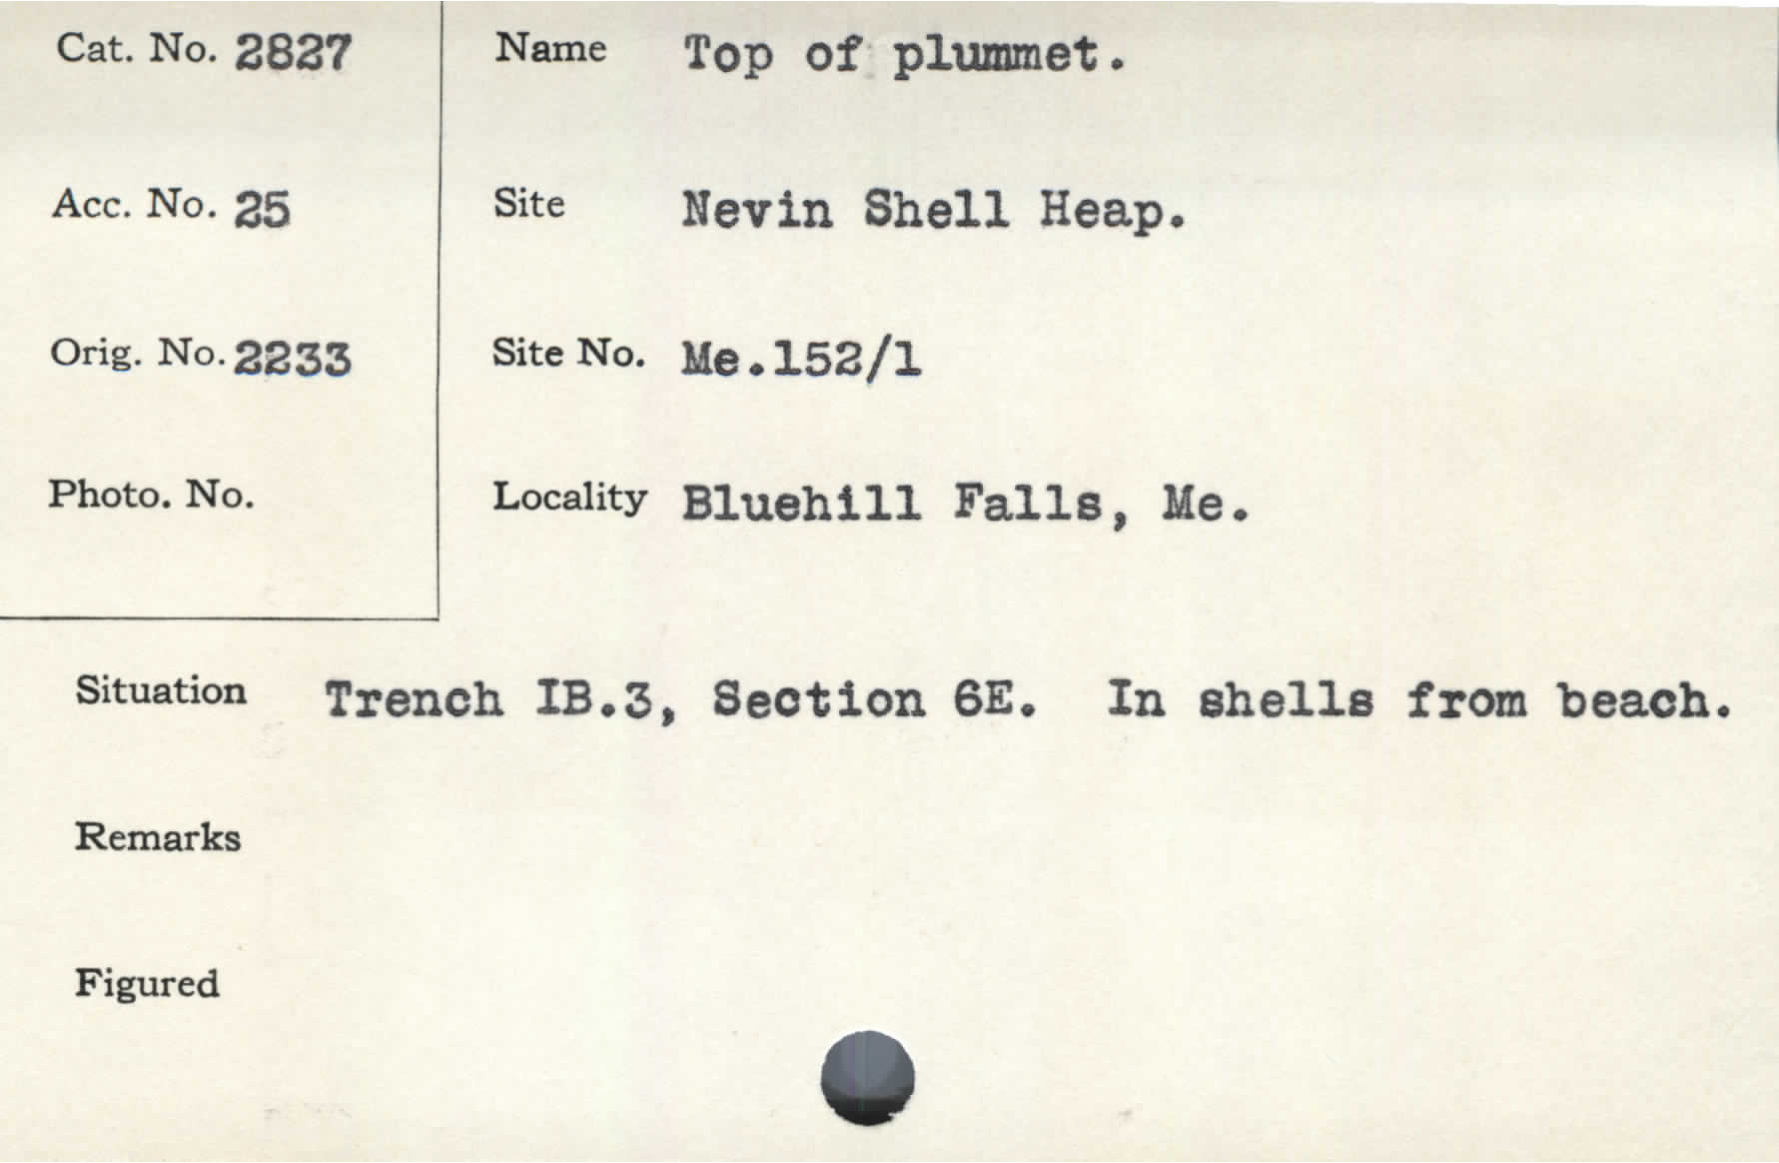 Cat. No. 2827
Name Top of plummet.
Acc. No. 25
Site Nevin Shell Heap.
Orig. No. 2233
Site No. Me.152/1
Photo. No.
Locality Bluehill Falls, Me.
Situation Trench IB.3, Section 6E. In shells from beach.
Remarks
Figured